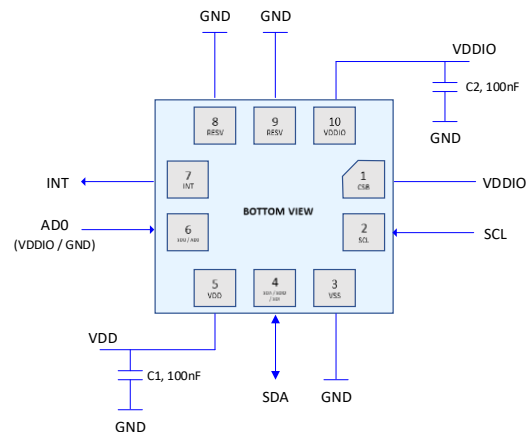 GND
GND
VDDIO
C2, 100nF
GND
8
RESV
9
RESV
10
VDDIO
7
INT
1
CSB
INT
VDDIO
AD0
(VDDIO / GND)
6
BOTTOM VIEW
2
SCL
SCL
5
VDD
4
3
VSS
VDD
C1, 100nF
SDA
GND
GND